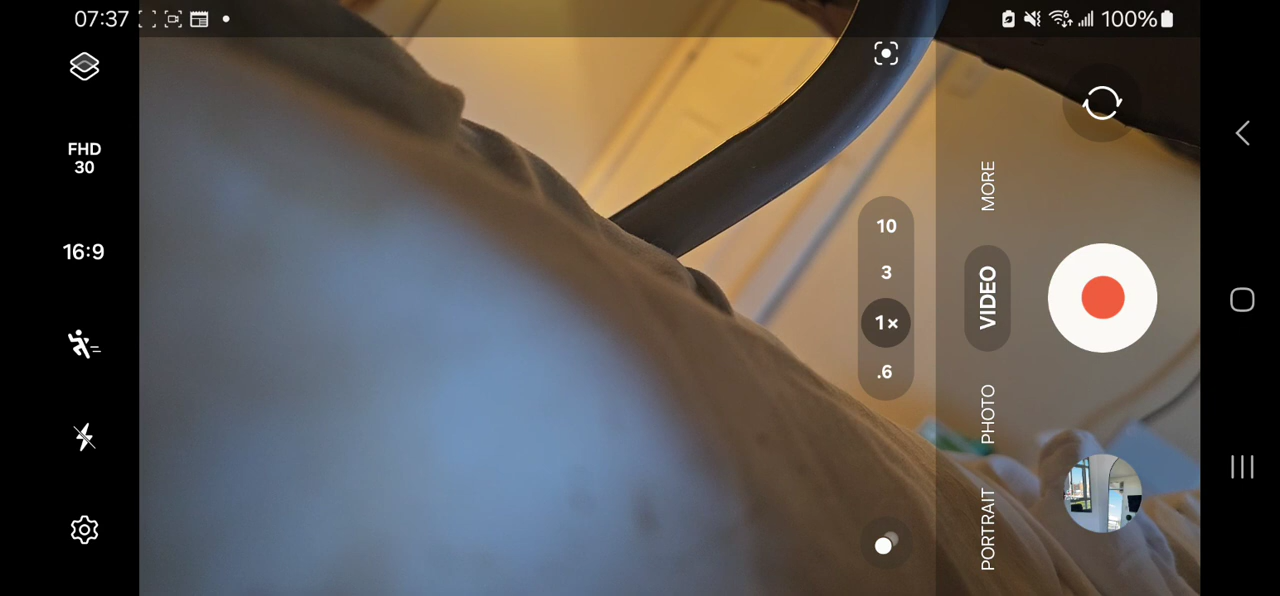 07:37
100%
FHD
30
16:9
10
3
1×
.6
MORE
VIDEO
PHOTO
PORTRAIT